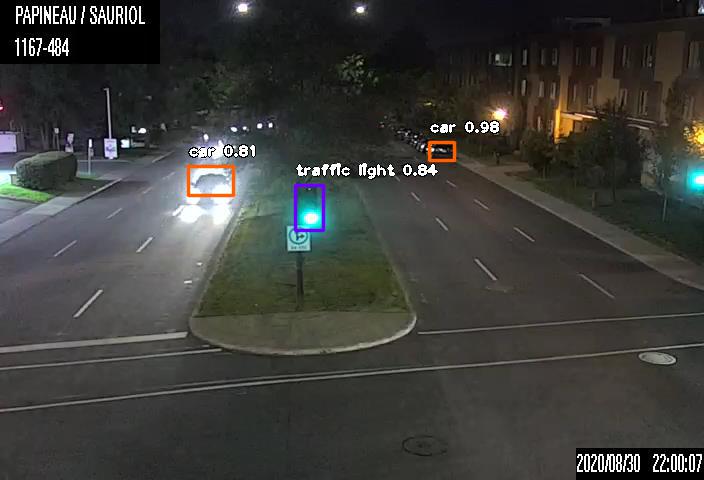 PAPINEAU / SAURIOL
1167-484
car 0.98
car 0.81
traffic light 0.84
2020/08/30 22:00:07